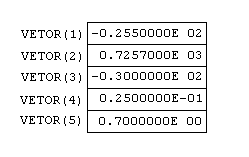 VETOR(1) -0.2550000E 02
VETOR(2) 0.7257000E 03
VETOR(3) -0.3000000E 02
VETOR(4) 0.2500000E-01
VETOR(5) 0.7000000E 00